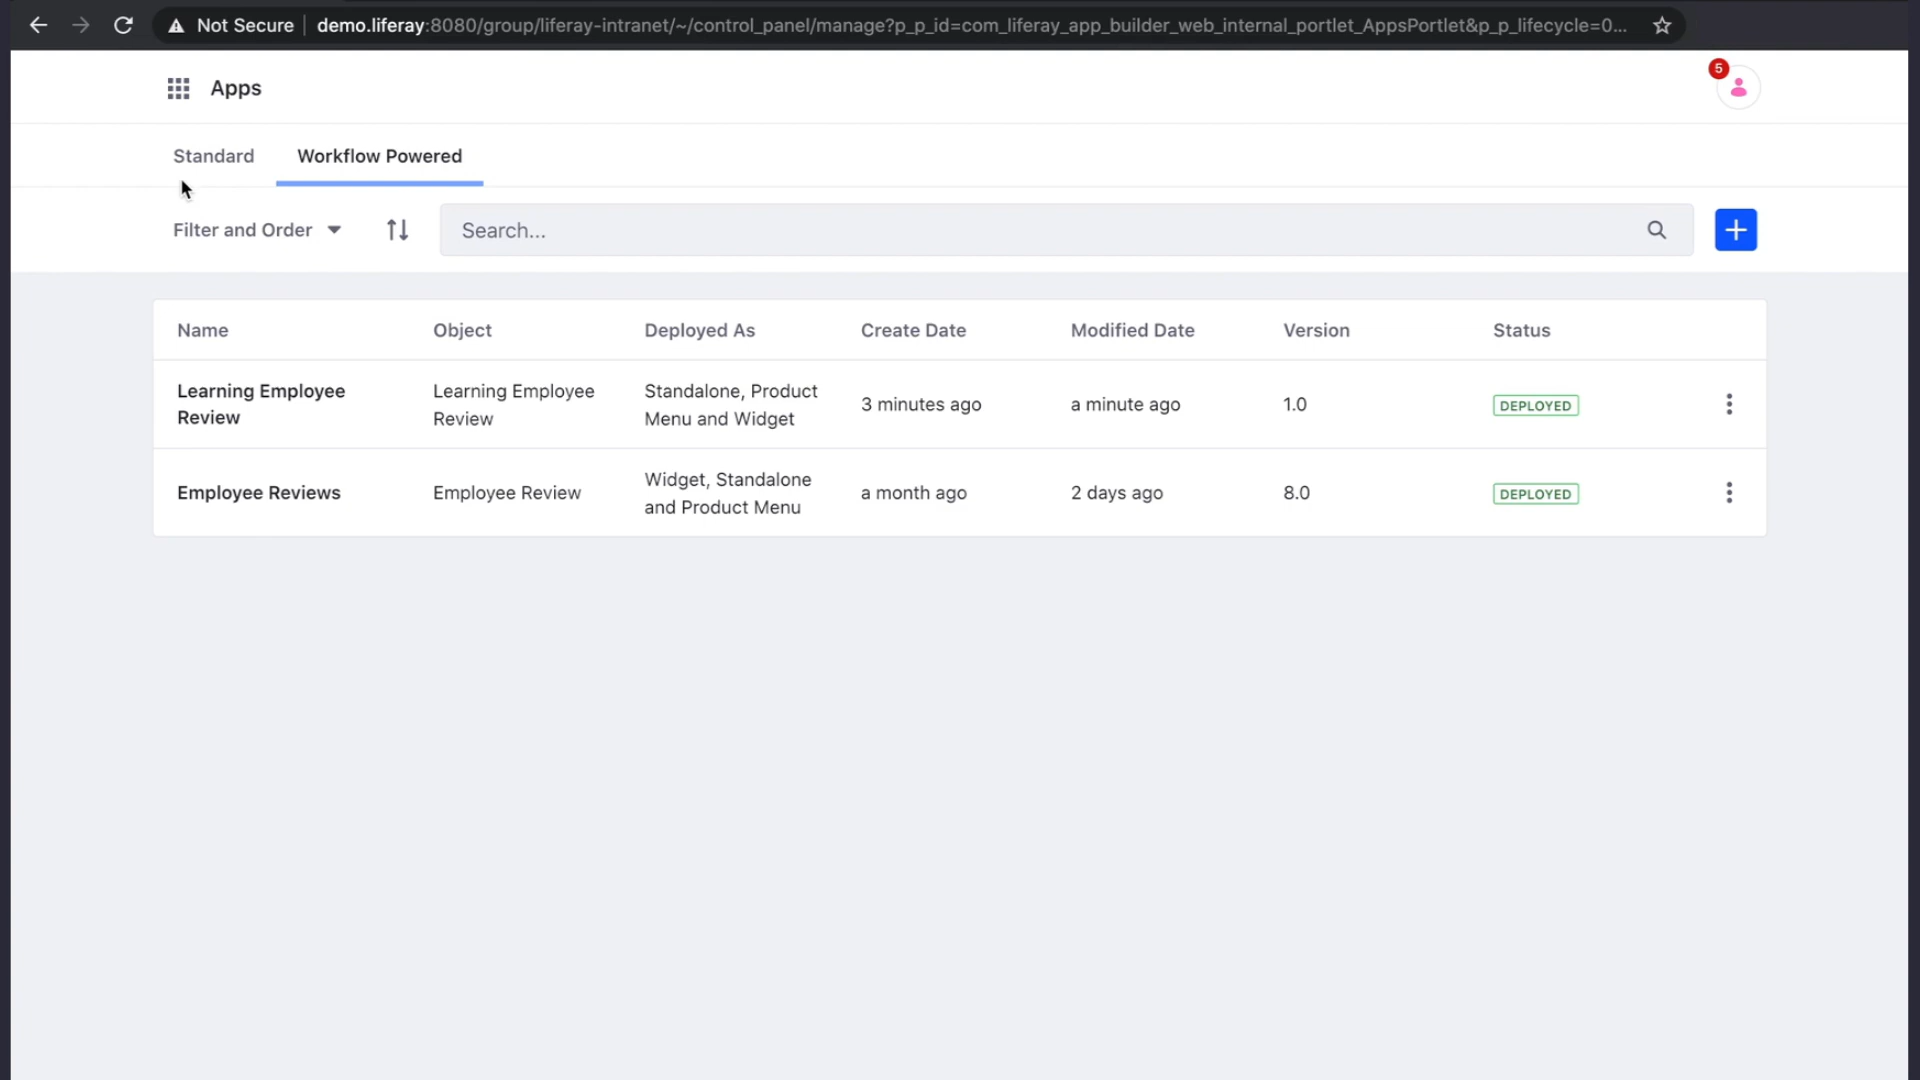 Not Secure demo.liferay:8080/group/liferay-intranet/~/control_panel/manage?p_p_id=com_liferay_app_builder_web_internal_portlet_AppsPortlet&p_p_lifecycle=0...
Apps
5
Standard Workflow Powered
Filter and Order Search...
Name Object Deployed As Create Date Modified Date Version Status
Learning Employee Learning Employee Standalone, Product
Review Review Menu and Widget 3 minutes ago a minute ago 1.0 DEPLOYED
Employee Reviews Employee Review Widget, Standalone a month ago 2 days ago 8.0 DEPLOYED
and Product Menu